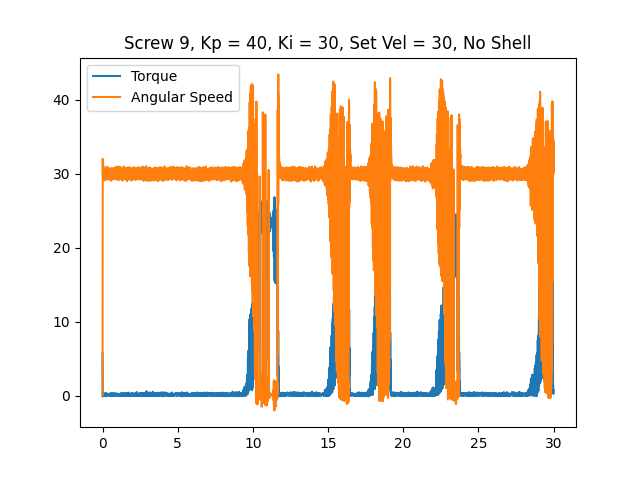 Screw 9, Kp = 40, Ki = 30, Set Vel = 30, No Shell
Torque
Angular Speed
40
30
20
10
0
0 5 10 15 20 25 30